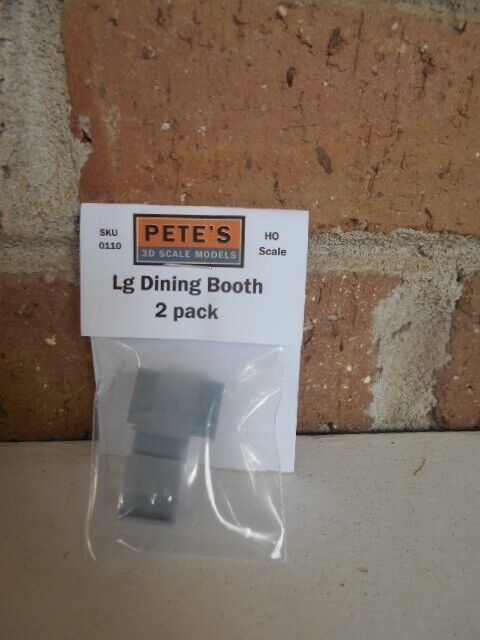 SKU
0110
PETE'S
3D SCALE MODELS
HO
Scale
Lg Dining Booth
2 pack